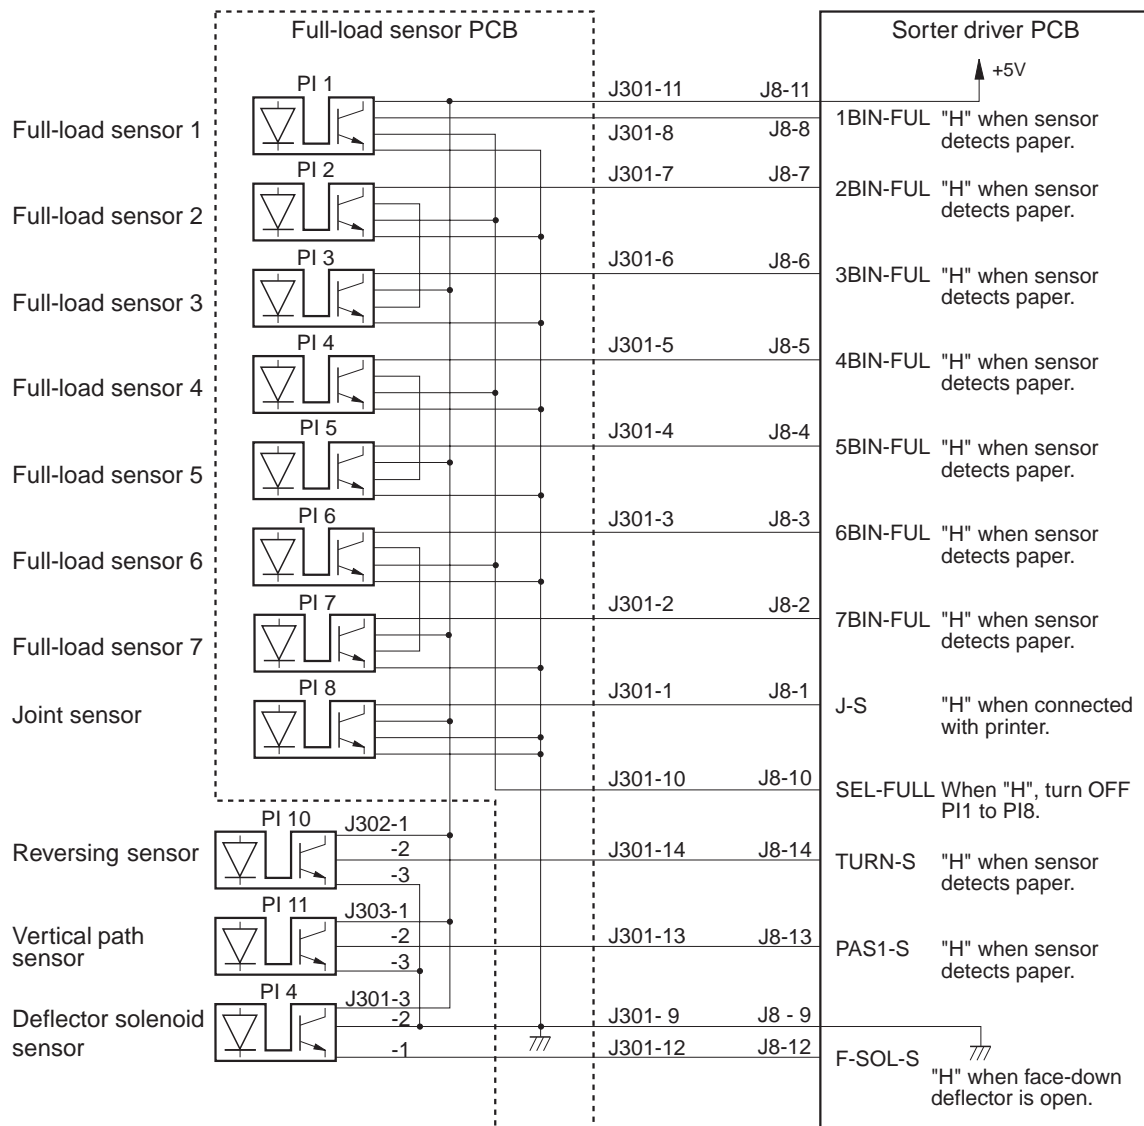 Full-load sensor PCB
Sorter driver PCB
+5V
PI 1
J301-11
J8-11
Full-load sensor 1
J301-8
J8-8
1BIN-FUL
"H" when sensor
detects paper.
PI 2
J301-7
J8-7
Full-load sensor 2
2BIN-FUL
"H" when sensor
detects paper.
PI 3
J301-6
J8-6
Full-load sensor 3
3BIN-FUL
"H" when sensor
detects paper.
PI 4
J301-5
J8-5
Full-load sensor 4
4BIN-FUL
"H" when sensor
detects paper.
PI 5
J301-4
J8-4
Full-load sensor 5
5BIN-FUL
"H" when sensor
detects paper.
PI 6
J301-3
J8-3
Full-load sensor 6
6BIN-FUL
"H" when sensor
detects paper.
PI 7
J301-2
J8-2
Full-load sensor 7
7BIN-FUL
"H" when sensor
detects paper.
PI 8
J301-1
J8-1
Joint sensor
J-S
"H" when connected
with printer.
J301-10
J8-10
SEL-FULL
When "H", turn OFF
PI1 to PI8.
PI 10
J302-1
-2
-3
Reversing sensor
J301-14
J8-14
TURN-S
"H" when sensor
detects paper.
PI 11
J303-1
-2
-3
Vertical path
sensor
J301-13
J8-13
PAS1-S
"H" when sensor
detects paper.
PI 4
J301-3
-2
-1
Deflector solenoid
sensor
J301- 9
J8 - 9
J301-12
J8-12
F-SOL-S
"H" when face-down
deflector is open.